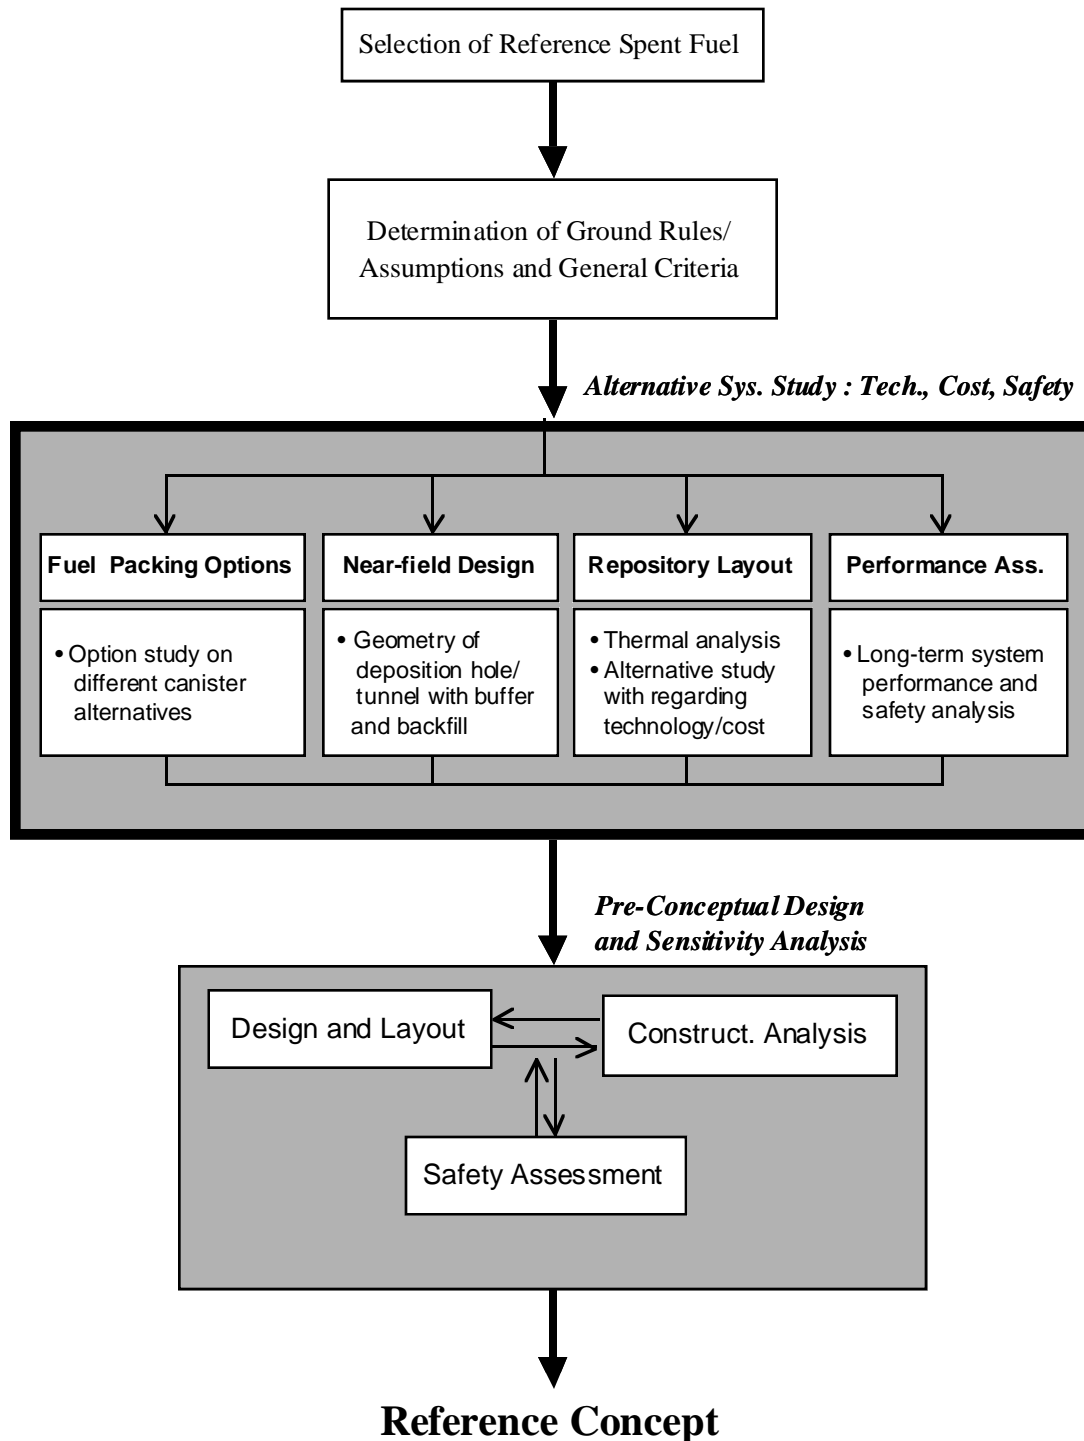 Selection of Reference Spent Fuel
Determination of Ground Rules/
Assumptions and General Criteria
Alternative Sys. Study : Tech., Cost, Safety
Fuel Packing Options
• Option study on
different canister
alternatives
Near-field Design
• Geometry of
deposition hole/
tunnel with buffer
and backfill
Repository Layout
• Thermal analysis
• Alternative study
with regarding
technology/cost
Performance Ass.
• Long-term system
performance and
safety analysis
Pre-Conceptual Design
and Sensitivity Analysis
Design and Layout
Construct. Analysis
Safety Assessment
Reference Concept